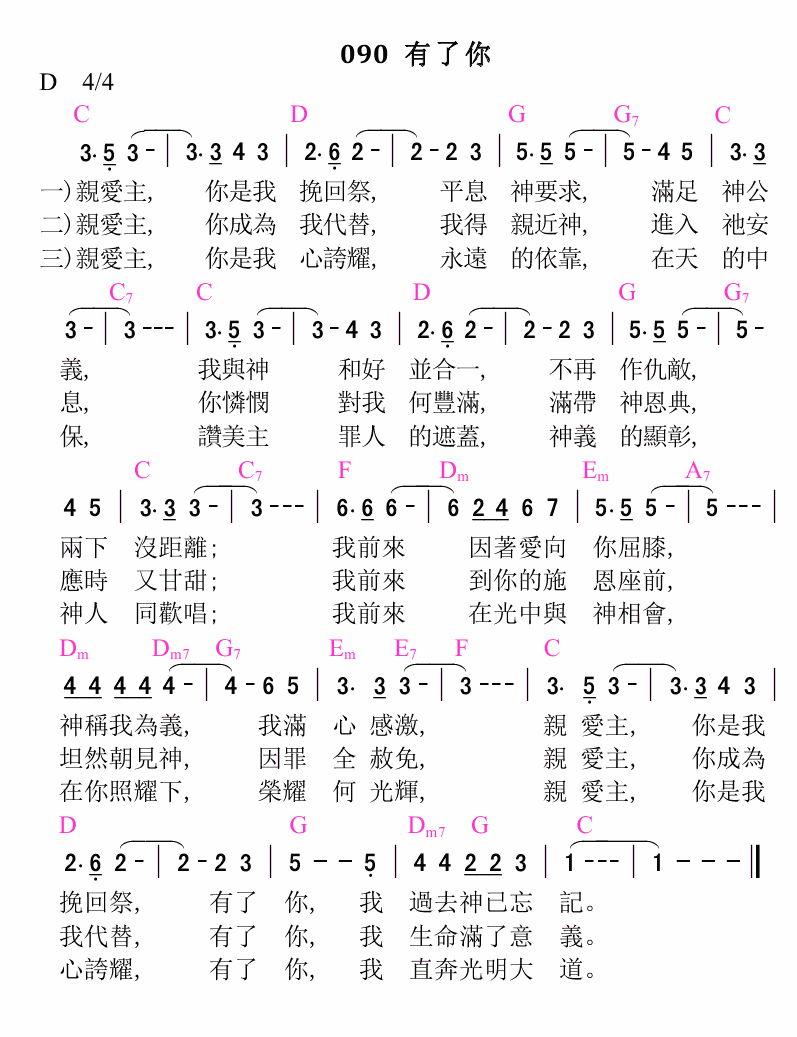 090 有了你
D 4/4
C D G G7 C
3· 5 3 - | 3· 3 4 3 | 2· 6 2 - | 2 - 2 3 | 5· 5 5 - | 5 - 4 5 | 3· 3
一)親愛主, 你是我 挽回祭, 平息 神要求, 滿足 神公
二)親愛主, 你成為 我代替, 我得 親近神, 進入 祂安
三)親愛主, 你是我 心誇耀, 永遠 的依靠, 在天 的中
C7 C D G G7
3 - | 3 - - - | 3· 5 3 - | 3 - 4 3 | 2· 6 2 - | 2 - 2 3 | 5· 5 5 - | 5 -
義, 我與神 和好 並合一, 不再 作仇敵,
息, 你憐憫 對我 何豐滿, 滿帶 神恩典,
保, 讚美主 罪人 的遮蓋, 神義 的顯彰,
C C7 F Dm Em A7
4 5 | 3· 3 3 - | 3 - - - | 6· 6 6 - | 6 2 4 6 7 | 5· 5 5 - | 5 - - - |
兩下 沒距離; 我前來 因著愛向 你屈膝,
應時 又甘甜; 我前來 到你的施 恩座前,
神人 同歡唱; 我前來 在光中與 神相會,
Dm Dm7 G7 Em E7 F C
4 4 4 4 4 - | 4 - 6 5 | 3· 3 3 - | 3 - - - | 3· 5 3 - | 3· 3 4 3 |
神稱我為義, 我滿 心 感激, 親 愛主, 你是我
坦然朝見神, 因罪 全 赦免, 親 愛主, 你成為
在你照耀下, 榮耀 何 光輝, 親 愛主, 你是我
D G Dm7 G C
2· 6 2 - | 2 - 2 3 | 5 - - 5 | 4 4 2 2 3 | 1 - - - | 1 - - - ‖
挽回祭, 有了 你, 我 過去神已忘 記。
我代替, 有了 你, 我 生命滿了意 義。
心誇耀, 有了 你, 我 直奔光明大 道。